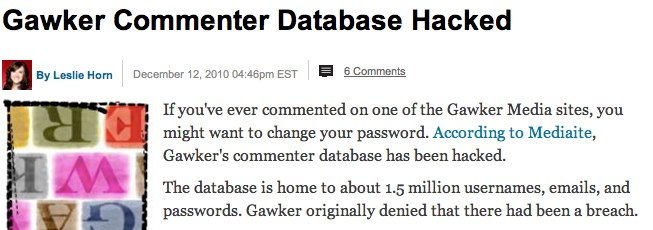 Gawker Commenter Database Hacked
By Leslie Horn
December 12, 2010 04:46pm EST
6 Comments
If you've ever commented on one of the Gawker Media sites, you
might want to change your password. According to Mediaite,
Gawker's commenter database has been hacked.
The database is home to about 1.5 million usernames, emails, and
passwords. Gawker originally denied that there had been a breach.